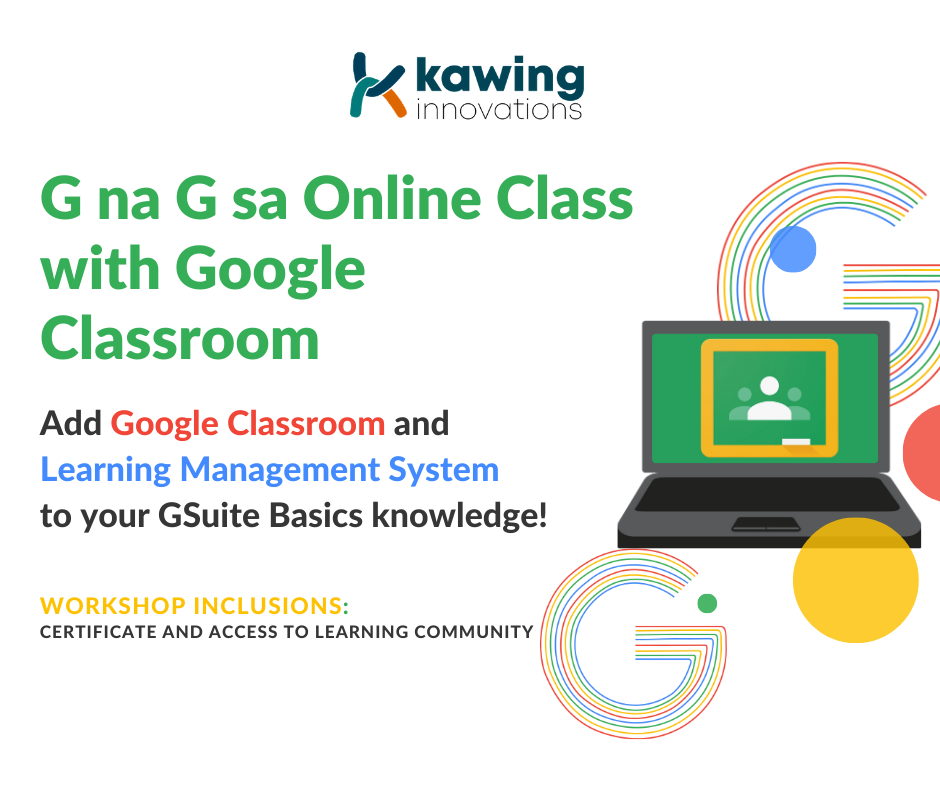 kawing
innovations
G na G sa Online Class
with Google
Classroom
Add Google Classroom and
Learning Management System
to your GSuite Basics knowledge!
WORKSHOP INCLUSIONS:
CERTIFICATE AND ACCESS TO LEARNING COMMUNITY